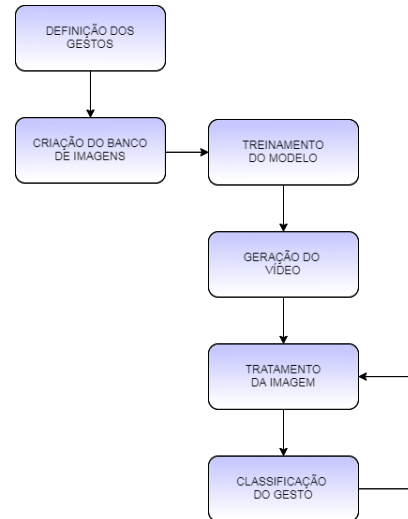 DEFINIÇÃO DOS
GESTOS
CRIAÇÃO DO BANCO
DE IMAGENS
TREINAMENTO
DO MODELO
GERAÇÃO DO
VÍDEO
TRATAMENTO
DA IMAGEM
CLASSIFICAÇÃO
DO GESTO